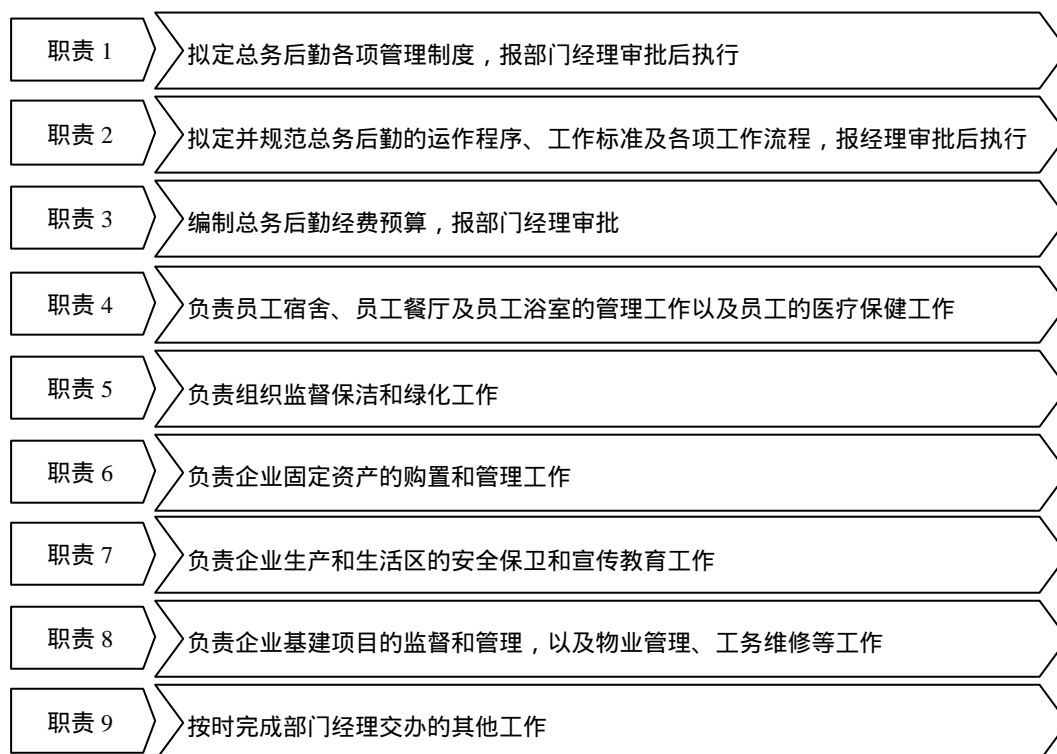 职责 1
拟定总务后勤各项管理制度，报部门经理审批后执行
职责 2
拟定并规范总务后勤的运作程序、工作标准及各项工作流程，报经理审批后执行
职责 3
编制总务后勤经费预算，报部门经理审批
职责 4
负责员工宿舍、员工餐厅及员工浴室的管理工作以及员工的医疗保健工作
职责 5
负责组织监督保洁和绿化工作
职责 6
负责企业固定资产的购置和管理工作
职责 7
负责企业生产和生活区的安全保卫和宣传教育工作
职责 8
负责企业基建项目的监督和管理，以及物业管理、工务维修等工作
职责 9
按时完成部门经理交办的其他工作